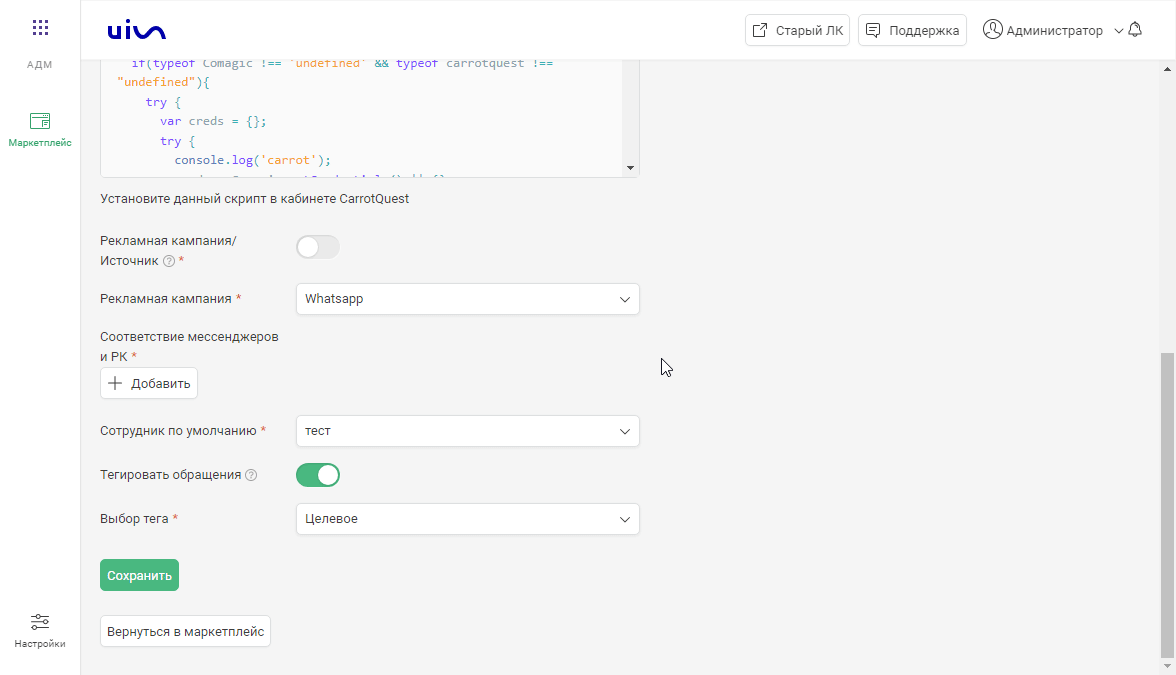 uis
Старый ЛК
Поддержка
Администратор
АДМ
Маркетплейс
if(typeof Comagic !== 'undefined' && typeof carrotquest !==
"undefined"){
try {
var creds = {};
try {
console.log('carrot');
Установите данный скрипт в кабинете CarrotQuest
Рекламная кампания/
Источник ? *
Рекламная кампания *
Whatsapp
Соответствие мессенджеров
и РК *
+ Добавить
Сотрудник по умолчанию *
тест
Тегировать обращения ?
Выбор тега *
Целевое
Сохранить
Вернуться в маркетплейс
Настройки